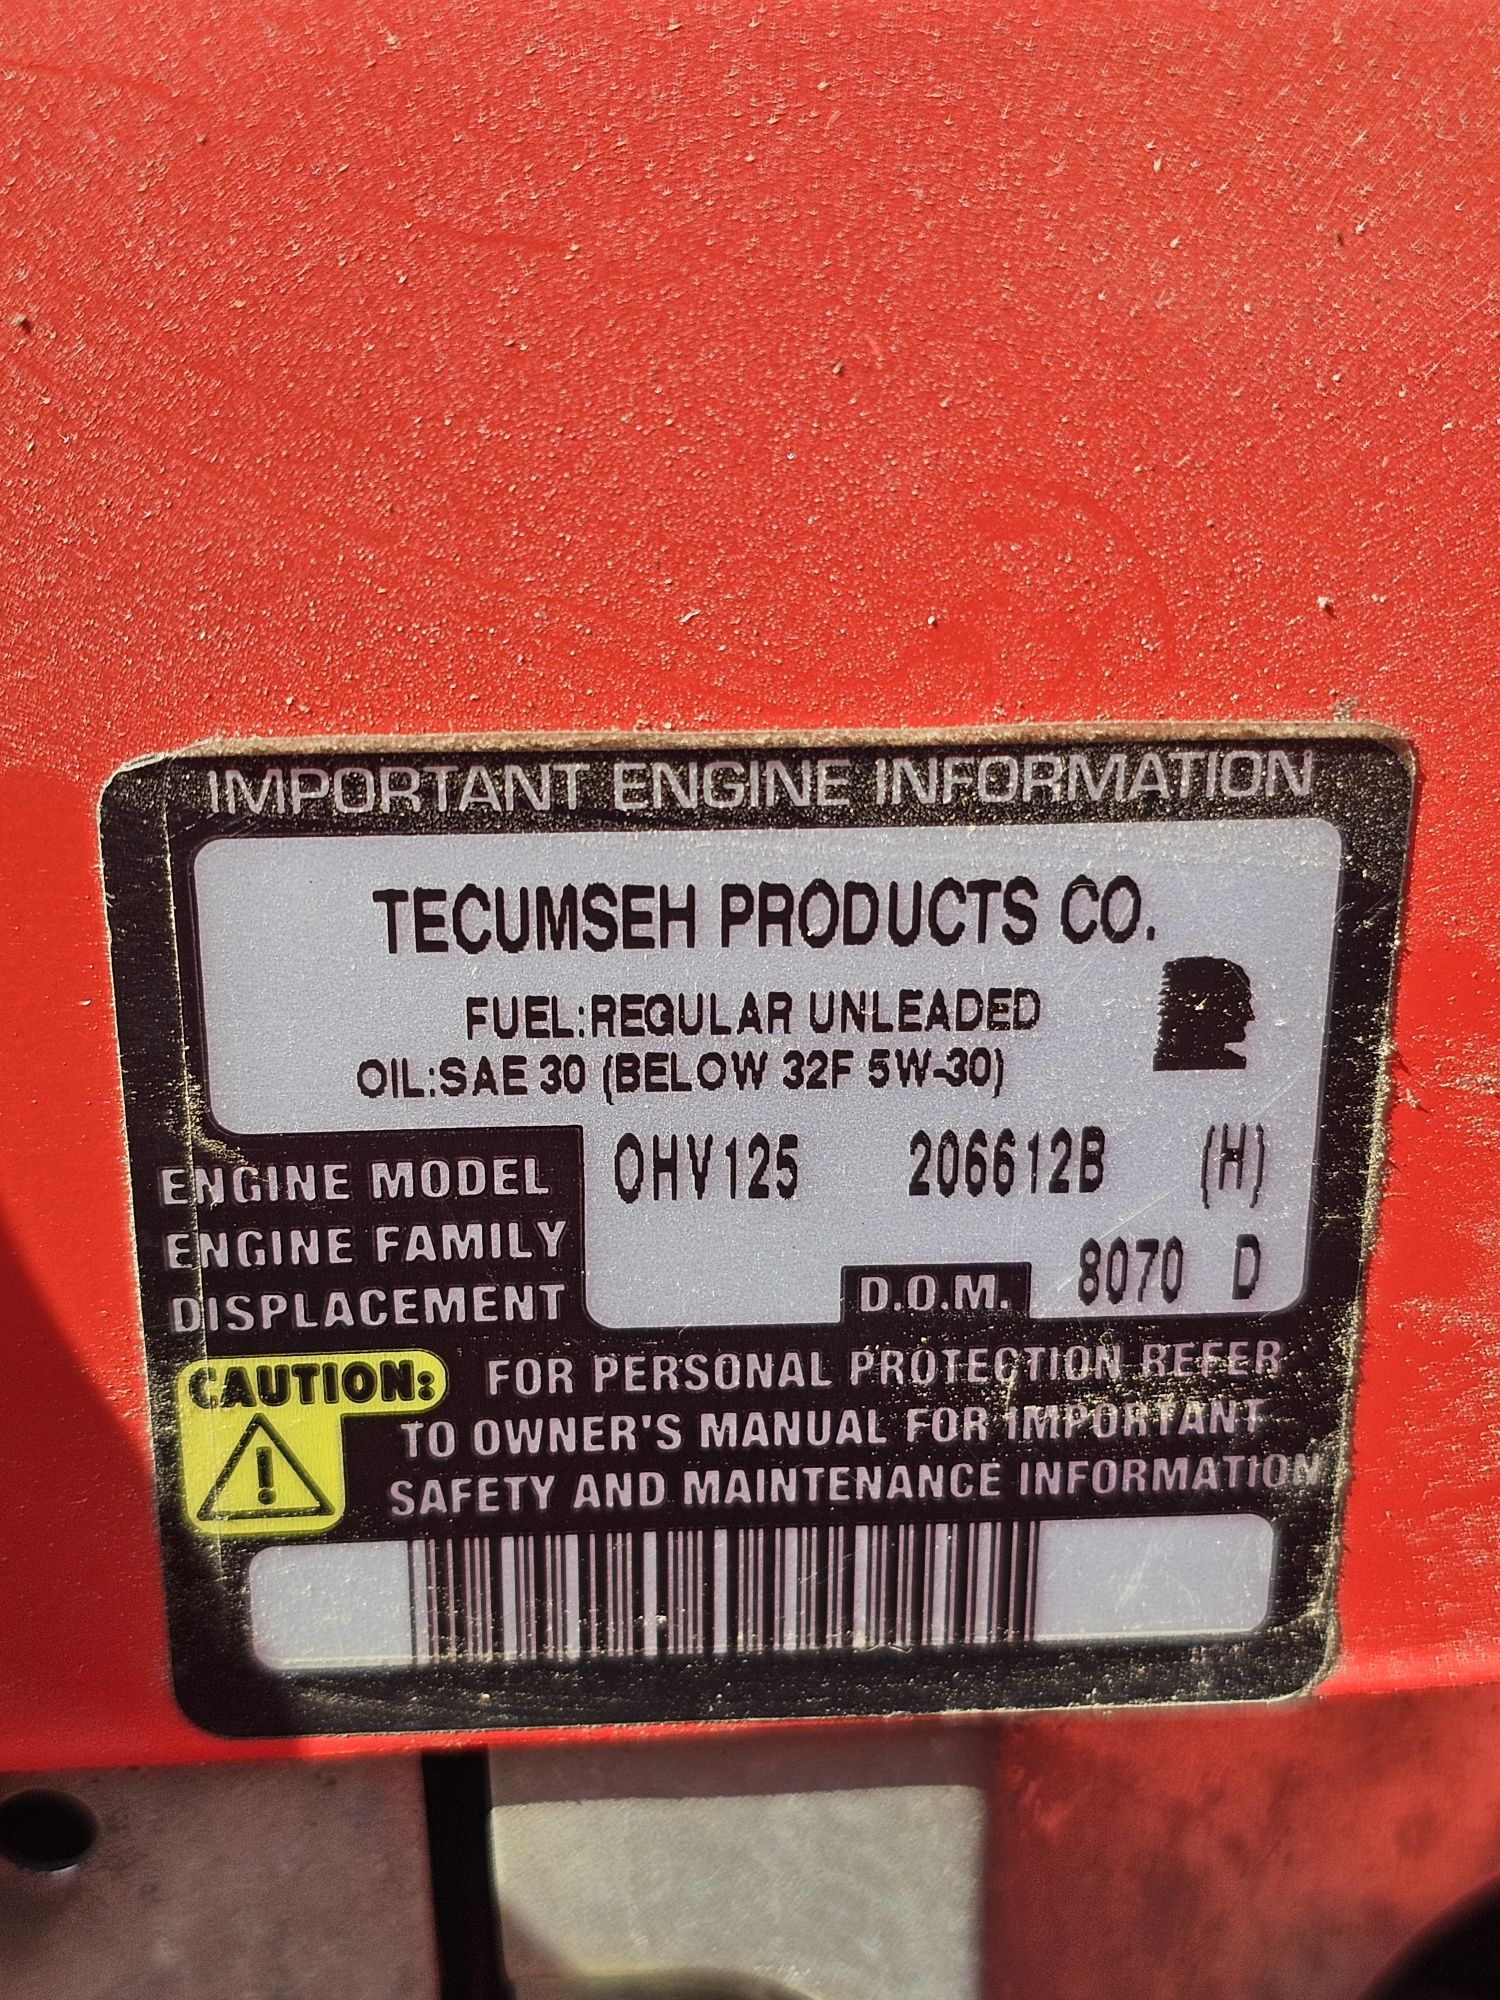 IMPORTANT ENGINE INFORMATION
TECUMSEH PRODUCTS CO.
FUEL:REGULAR UNLEADED
OIL:SAE 30 (BELOW 32F 5W-30)
ENGINE MODEL OHV125 206612B (H)
ENGINE FAMILY
DISPLACEMENT D.O.M. 8070 D
CAUTION: FOR PERSONAL PROTECTION REFER
TO OWNER'S MANUAL FOR IMPORTANT
SAFETY AND MAINTENANCE INFORMATION